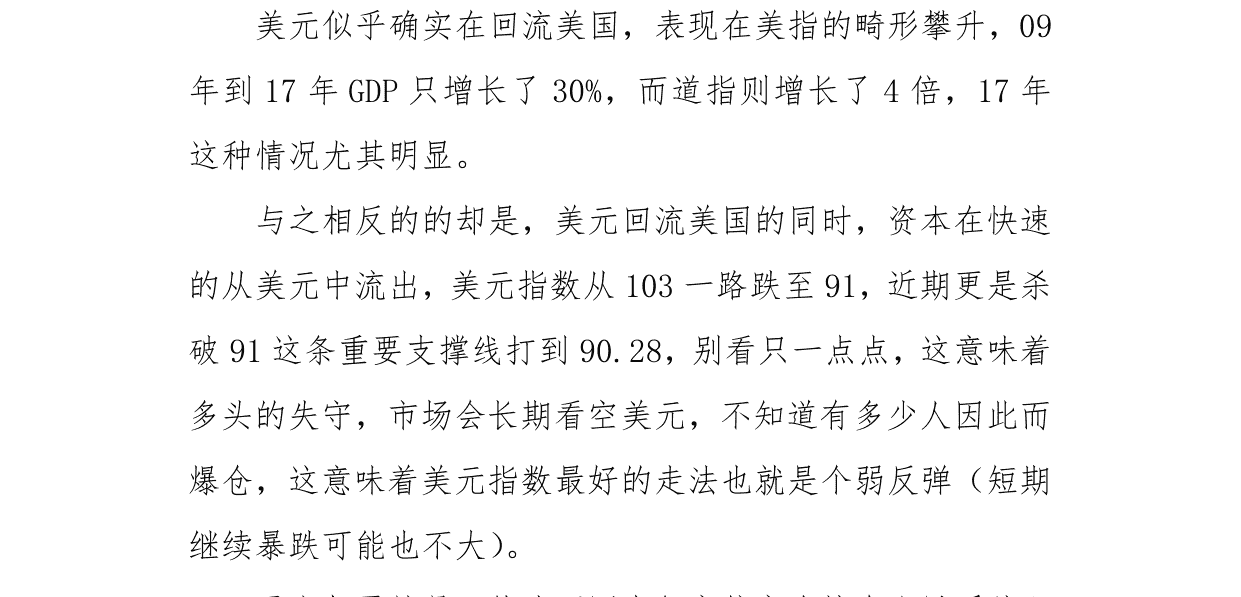 美元似乎确实在回流美国，表现在美指的畸形攀升，09
年到 17 年 GDP 只增长了 30%，而道指则增长了 4 倍，17 年
这种情况尤其明显。
与之相反的的却是，美元回流美国的同时，资本在快速
的从美元中流出，美元指数从 103 一路跌至 91，近期更是杀
破 91 这条重要支撑线打到 90.28，别看只一点点，这意味着
多头的失守，市场会长期看空美元，不知道有多少人因此而
爆仓，这意味着美元指数最好的走法也就是个弱反弹（短期
继续暴跌可能也不大）。